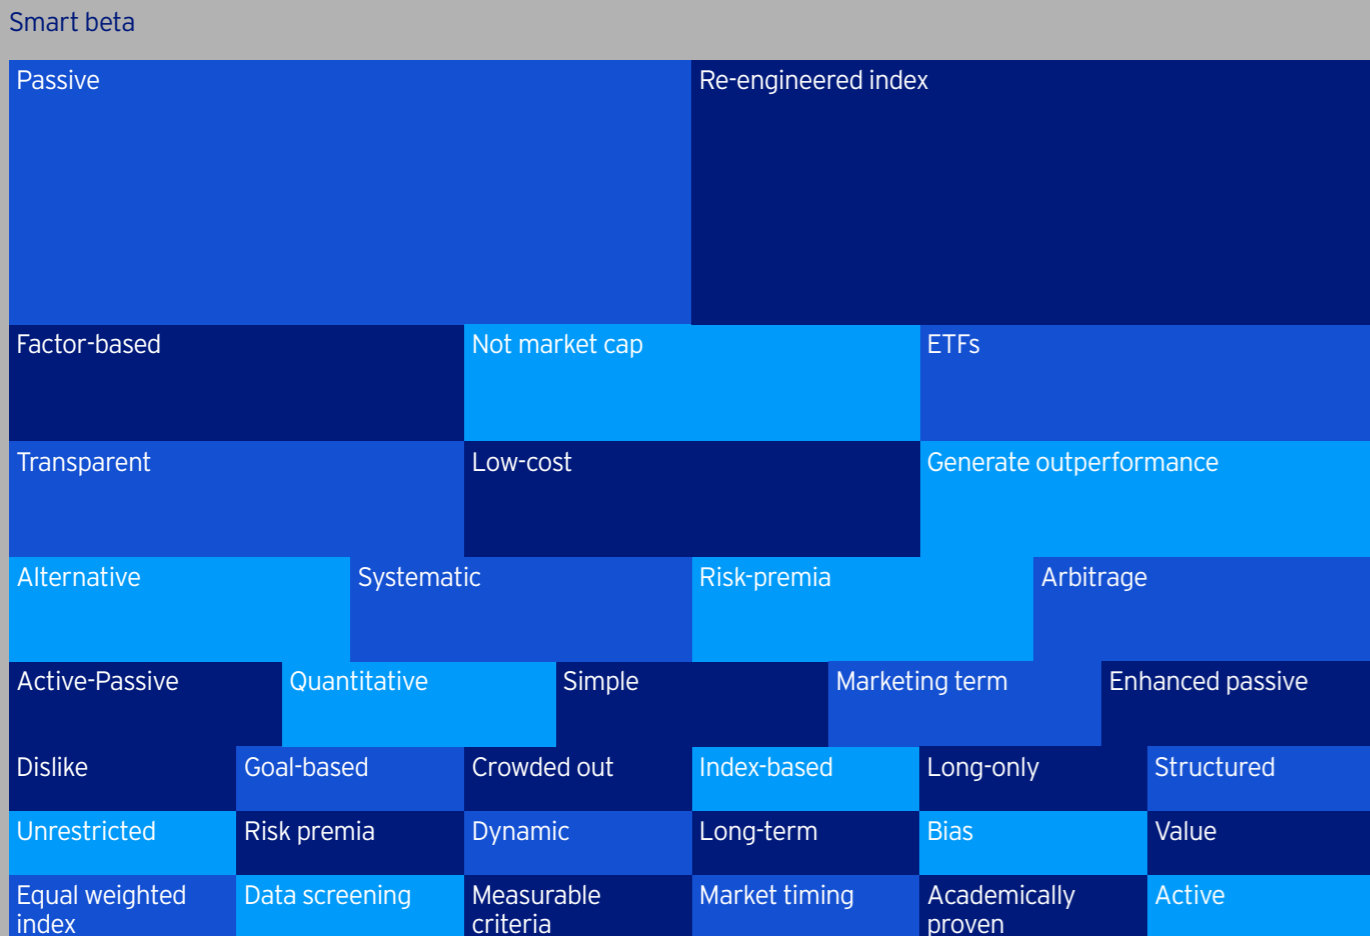 Smart beta
Passive
Re-engineered index
Factor-based
Not market cap
ETFs
Transparent
Low-cost
Generate outperformance
Alternative
Systematic
Risk-premia
Arbitrage
Active-Passive
Quantitative
Simple
Marketing term
Enhanced passive
Dislike
Goal-based
Crowded out
Index-based
Long-only
Structured
Unrestricted
Risk premia
Dynamic
Long-term
Bias
Value
Equal weighted
index
Data screening
Measurable
criteria
Market timing
Academically
proven
Active